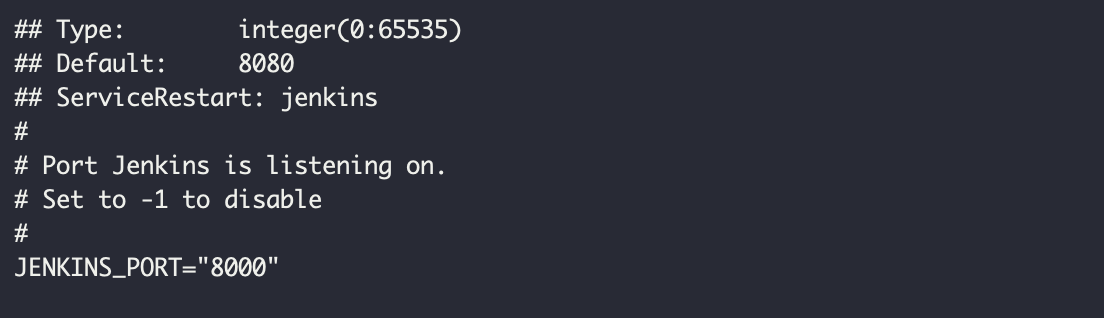 ## Type:        integer(0:65535)
## Default:     8080
## ServiceRestart: jenkins
#
# Port Jenkins is listening on.
# Set to -1 to disable
#
JENKINS_PORT="8000"